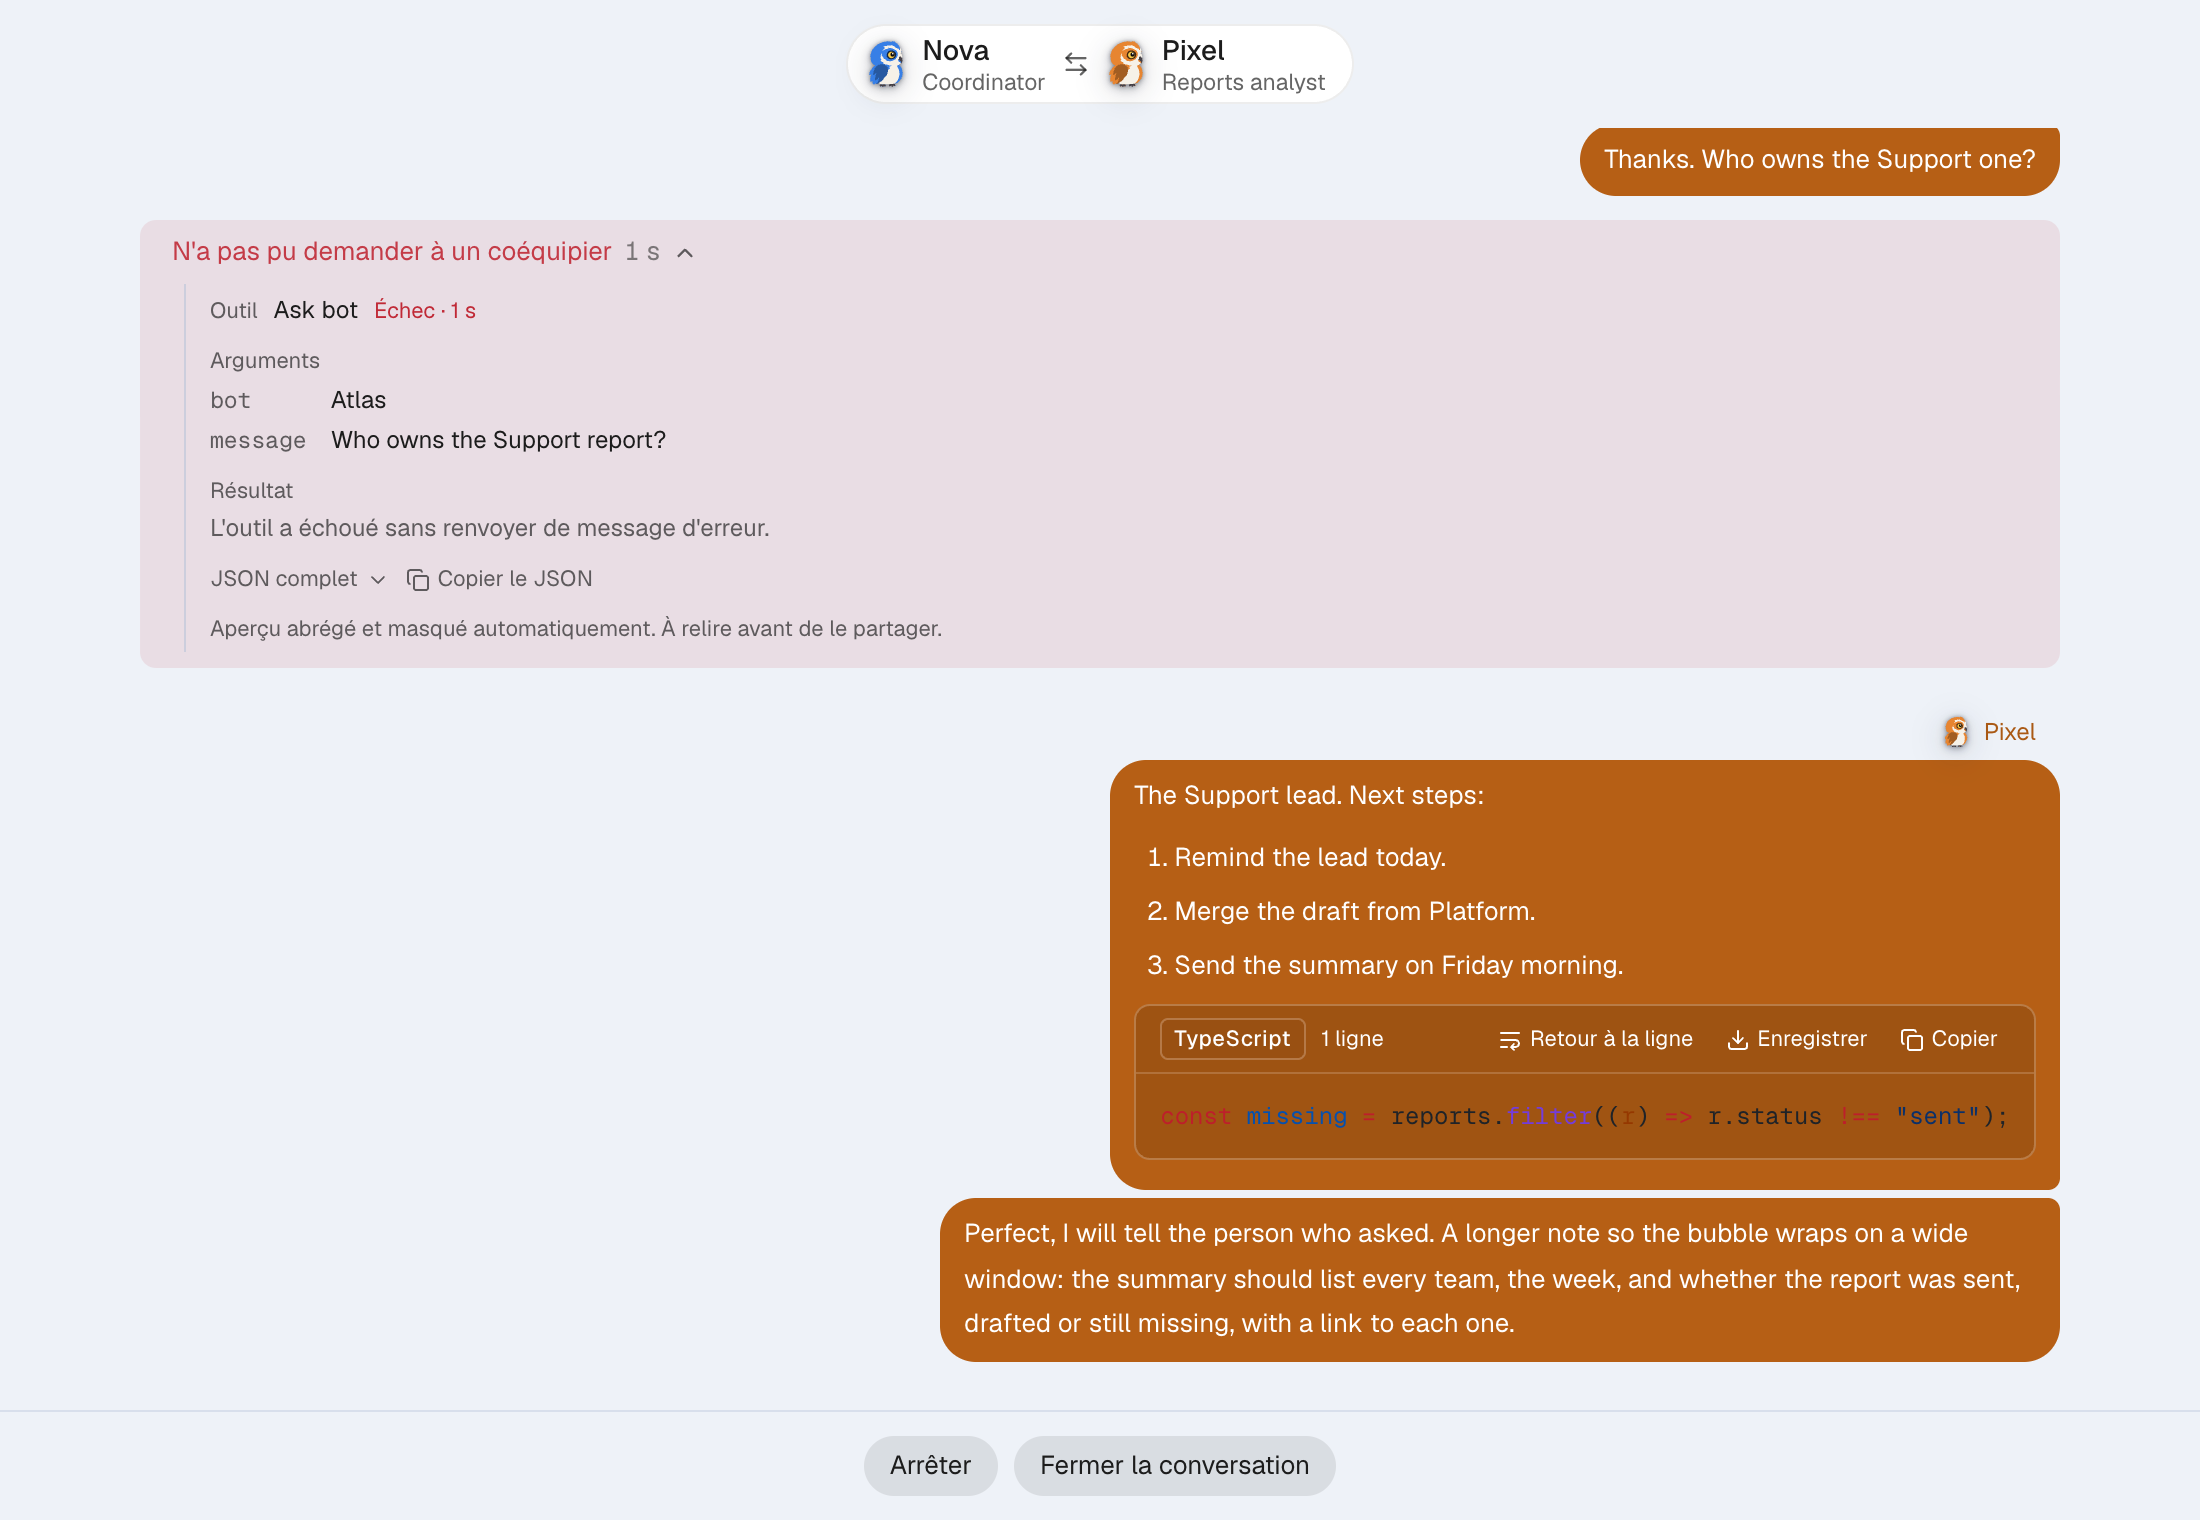 Nova
Coordinator
Pixel
Reports analyst
Thanks. Who owns the Support one?
N'a pas pu demander à un coéquipier 1 s
Outil Ask bot Échec · 1 s
Arguments
bot Atlas
message Who owns the Support report?
Résultat
L'outil a échoué sans renvoyer de message d'erreur.
JSON complet Copier le JSON
Aperçu abrégé et masqué automatiquement. À relire avant de le partager.
Pixel
The Support lead. Next steps:
1. Remind the lead today.
2. Merge the draft from Platform.
3. Send the summary on Friday morning.
TypeScript 1 ligne Retour à la ligne Enregistrer Copier
const missing = reports.filter((r) => r.status !== "sent");
Perfect, I will tell the person who asked. A longer note so the bubble wraps on a wide
window: the summary should list every team, the week, and whether the report was sent,
drafted or still missing, with a link to each one.
Arrêter Fermer la conversation